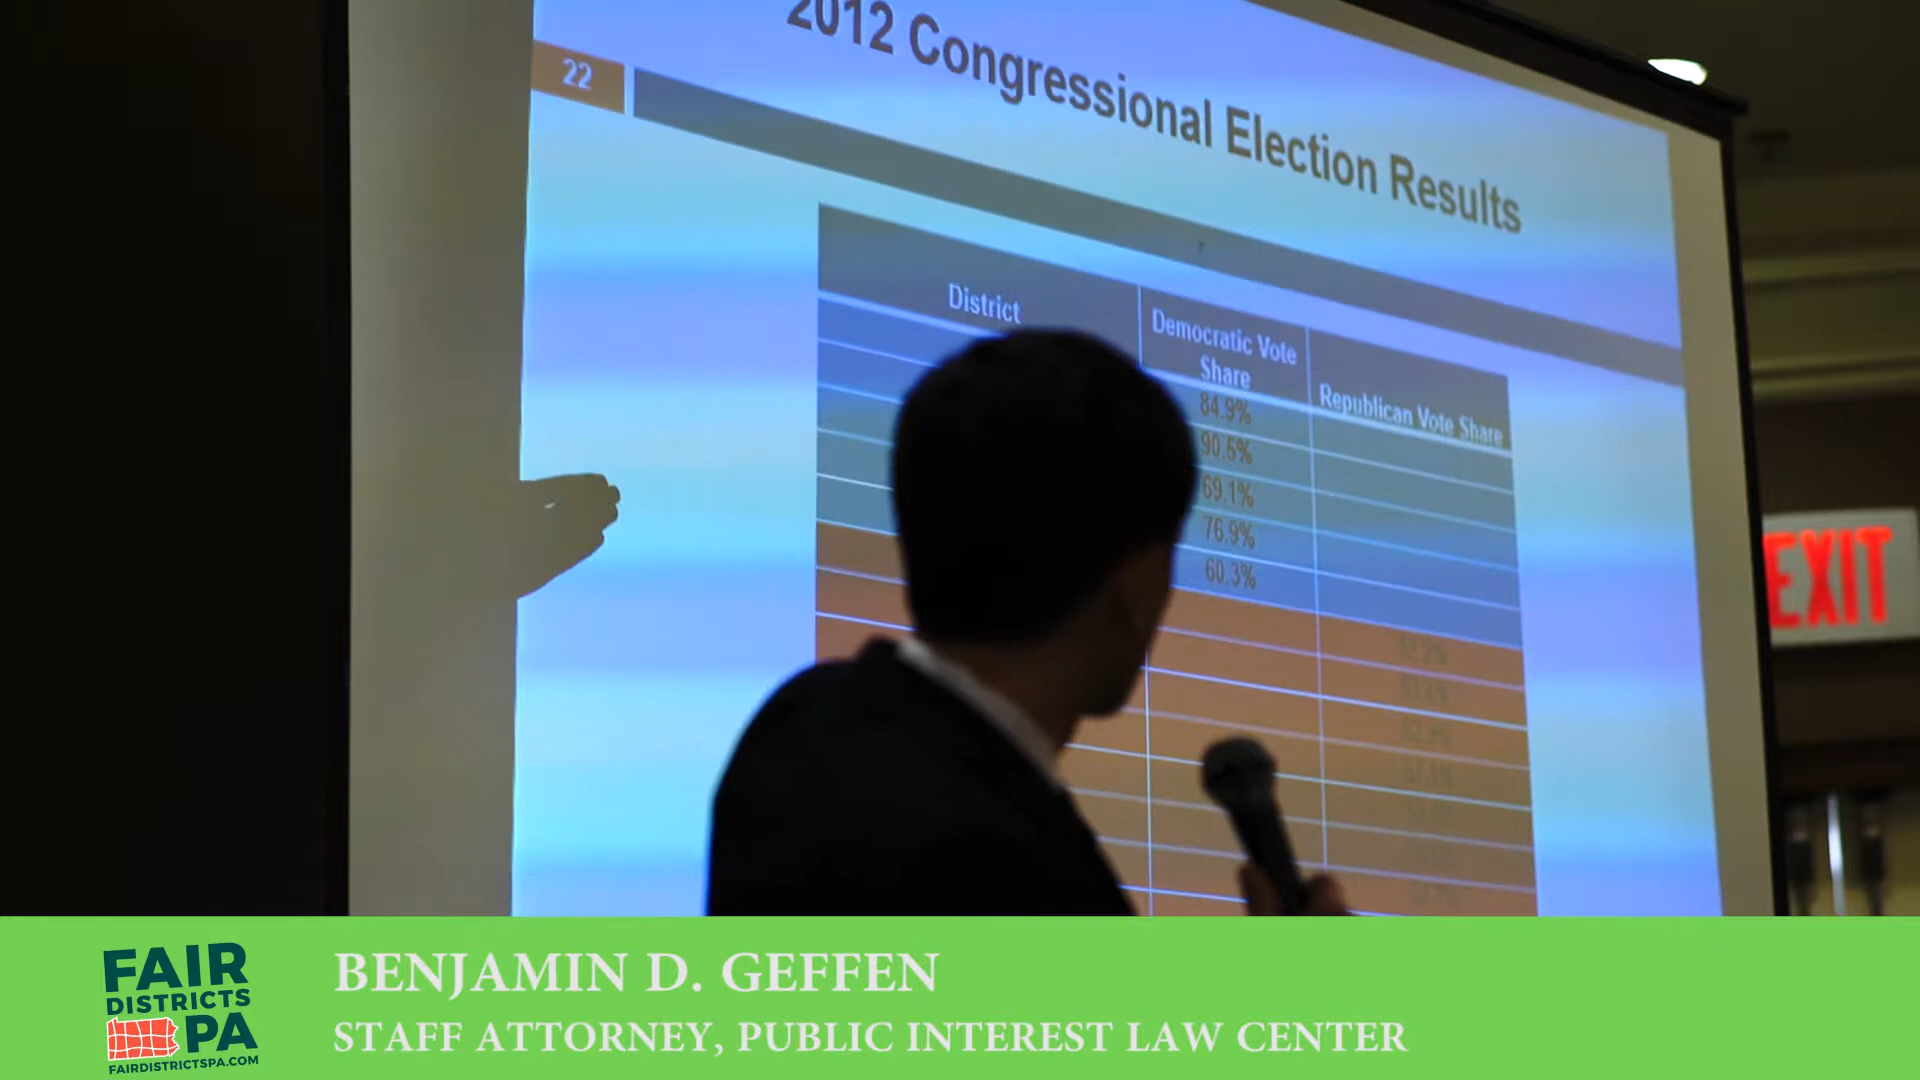 2012 Congressional Election Results
22
District
Democratic Vote
Share
Republican Vote Share
84.9%
90.5%
69.1%
76.9%
60.3%
EXIT
FAIR
DISTRICTS
PA
FAIRDISTRICTSPA.COM
BENJAMIN D. GEFFEN
STAFF ATTORNEY, PUBLIC INTEREST LAW CENTER